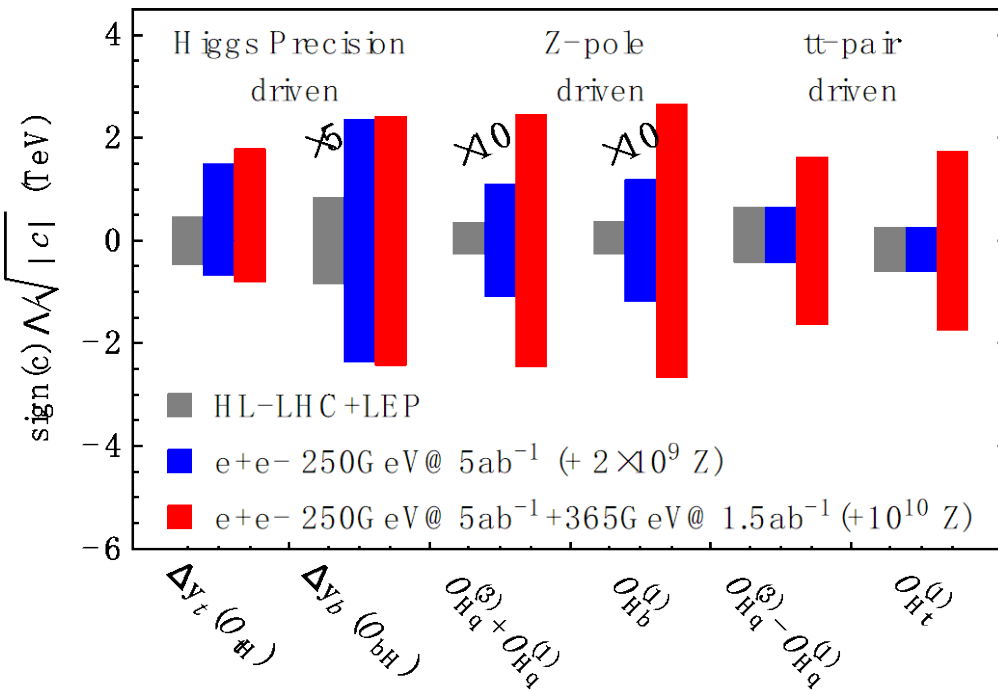 4
2
0
−2
−4
−6
sign(c) Λ/√|c| (TeV)
Higgs Precision
driven
Z-pole
driven
tt-pair
driven
×5
×10
×10
HL-LHC+LEP
e+e- 250GeV@ 5ab⁻¹ (+ 2×10⁹ Z)
e+e- 250GeV@ 5ab⁻¹+365GeV@ 1.5ab⁻¹ (+10¹⁰ Z)
Δy_t (O_tH)
Δy_b (O_bH)
O_Hq^(3)+O_Hq^(1)
O_Hb^(1)
O_Hq^(3)-O_Hq^(1)
O_Ht^(1)